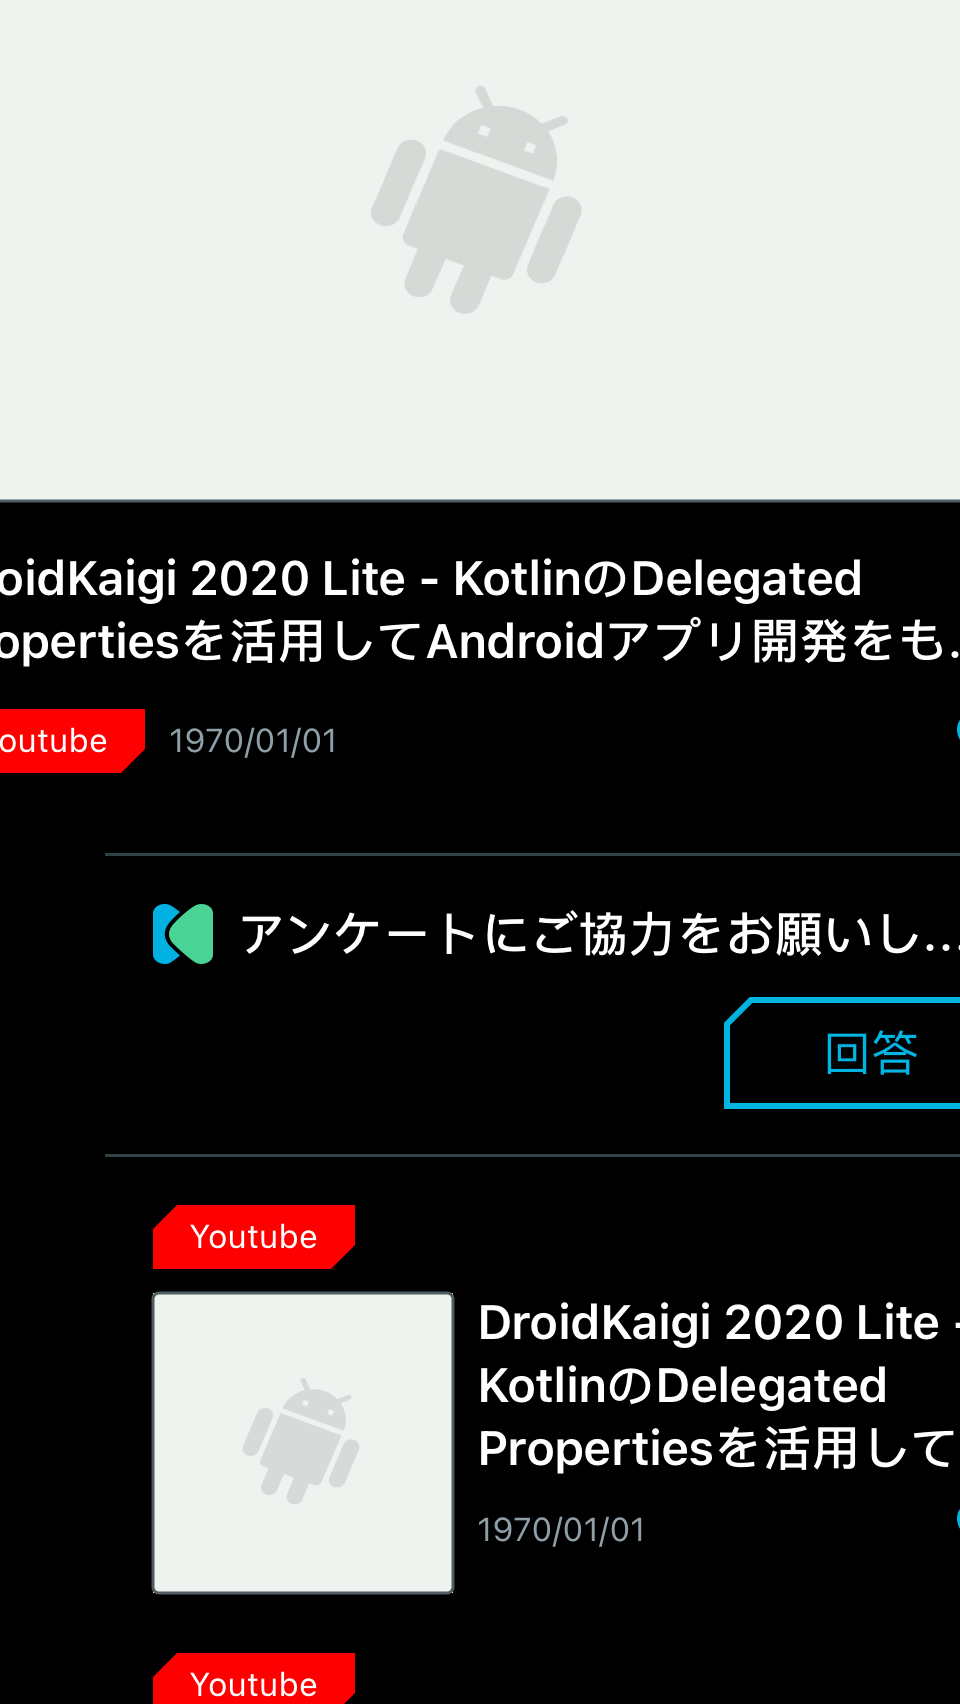 oidKaigi 2020 Lite - KotlinのDelegated
opertiesを活用してAndroidアプリ開発をも..
outube 1970/01/01
アンケートにご協力をお願いし...
回答
Youtube
DroidKaigi 2020 Lite -
KotlinのDelegated
Propertiesを活用して
1970/01/01
Youtube